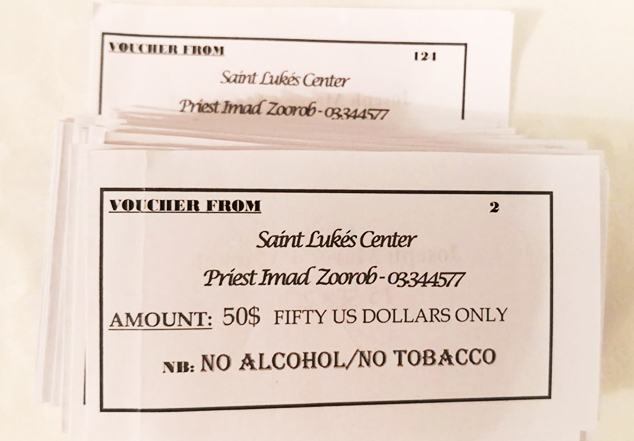 VOUCHER FROM 124
Saint Lukés Center
Priest Imad Zoorob - 03344577
VOUCHER FROM 2
Saint Lukés Center
Priest Imad Zoorob - 03344577
AMOUNT: 50$ FIFTY US DOLLARS ONLY
NB: NO ALCOHOL/NO TOBACCO